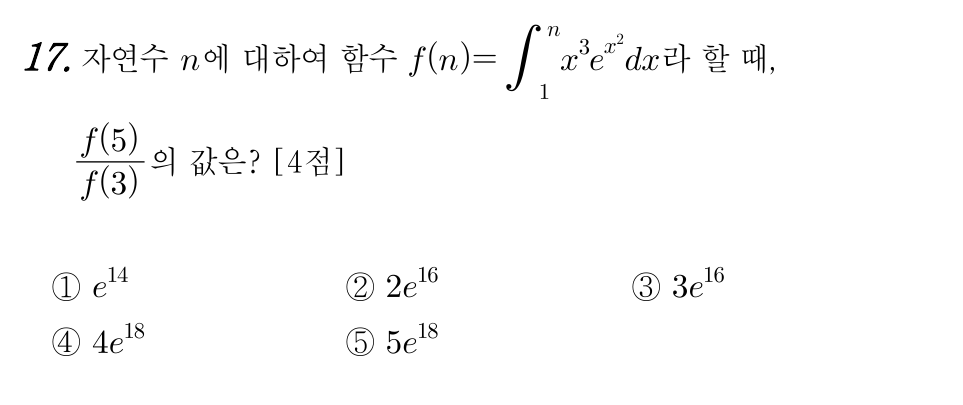 17. 자연수 n에 대하여 함수 f(n)=∫₁ⁿ x³e^{x²}dx라 할 때,
f(5)/f(3)의 값은? [4점]
① e¹⁴ ② 2e¹⁶ ③ 3e¹⁶
④ 4e¹⁸ ⑤ 5e¹⁸